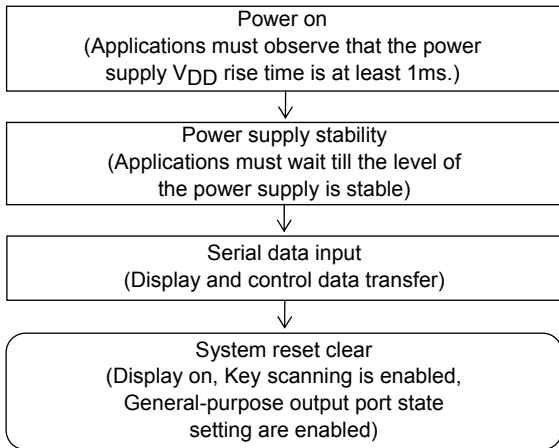 Power on
(Applications must observe that the power
supply VDD rise time is at least 1ms.)
Power supply stability
(Applications must wait till the level of
the power supply is stable)
Serial data input
(Display and control data transfer)
System reset clear
(Display on, Key scanning is enabled,
General-purpose output port state
setting are enabled)